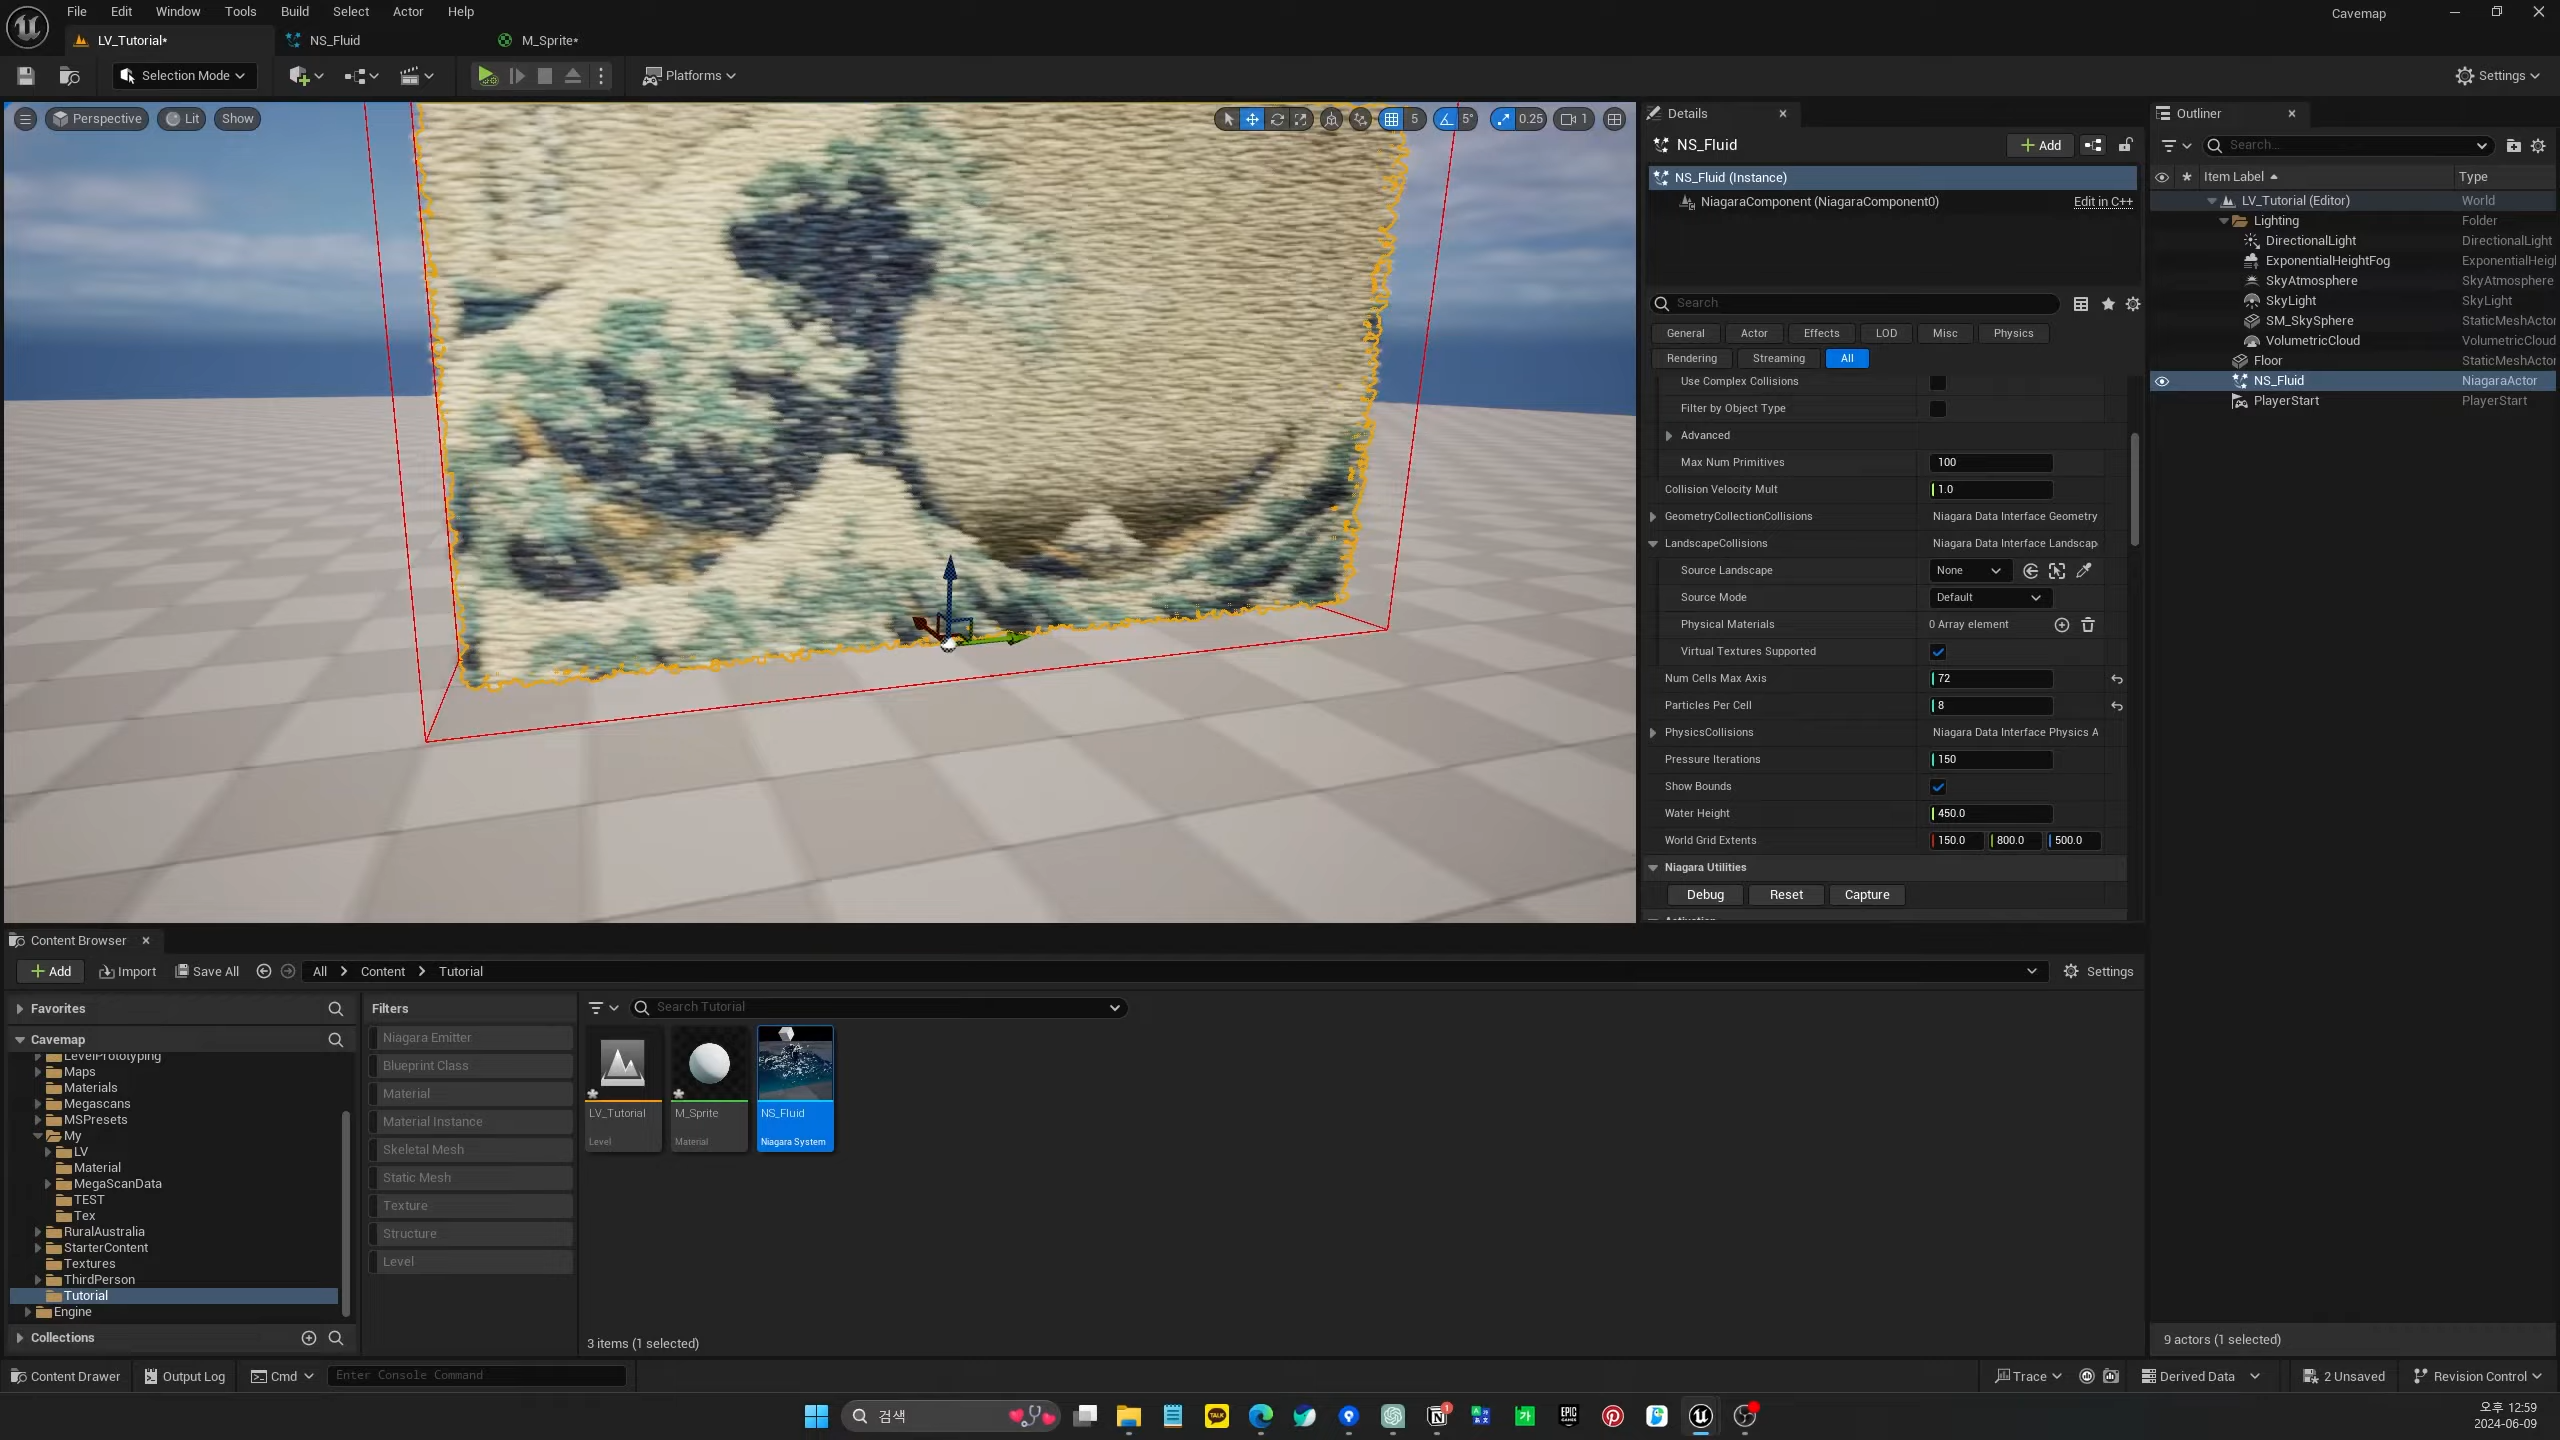 File Edit Window Tools Build Select Actor Help
Cavemap
LV_Tutorial*
NS_Fluid
M_Sprite*
Selection Mode
Platforms
Settings
Perspective
Lit
Show
5
5°
0.25
1
Details
NS_Fluid
Add
NS_Fluid (Instance)
NiagaraComponent (NiagaraComponent0)
Edit in C++
Search
General
Actor
Effects
LOD
Misc
Physics
Rendering
Streaming
All
Use Complex Collisions
Filter by Object Type
Advanced
Max Num Primitives
100
Collision Velocity Mult
1.0
GeometryCollectionCollisions
Niagara Data Interface Geometry
LandscapeCollisions
Niagara Data Interface Landscap
Source Landscape
None
Source Mode
Default
Physical Materials
0 Array element
Virtual Textures Supported
Num Cells Max Axis
72
Particles Per Cell
8
PhysicsCollisions
Niagara Data Interface Physics A
Pressure Iterations
150
Show Bounds
Water Height
450.0
World Grid Extents
150.0
800.0
500.0
Niagara Utilities
Debug
Reset
Capture
Outliner
Search...
Item Label
Type
LV_Tutorial (Editor)
World
Lighting
Folder
DirectionalLight
DirectionalLight
ExponentialHeightFog
ExponentialHeig
SkyAtmosphere
SkyAtmosphere
SkyLight
SkyLight
SM_SkySphere
StaticMeshActor
VolumetricCloud
VolumetricCloud
Floor
StaticMeshActor
NS_Fluid
NiagaraActor
PlayerStart
PlayerStart
9 actors (1 selected)
Content Browser
Add
Import
Save All
All
Content
Tutorial
Settings
Favorites
Cavemap
LevelPrototyping
Maps
Materials
Megascans
MSPresets
My
LV
Material
MegaScanData
TEST
Tex
RuralAustralia
StarterContent
Textures
ThirdPerson
Tutorial
Engine
Collections
Filters
Niagara Emitter
Blueprint Class
Material
Material Instance
Skeletal Mesh
Static Mesh
Texture
Structure
Level
Search Tutorial
LV_Tutorial
Level
M_Sprite
Material
NS_Fluid
Niagara System
3 items (1 selected)
Content Drawer
Output Log
Cmd
Enter Console Command
Trace
Derived Data
2 Unsaved
Revision Control
검색
TALK
1
가
EPIC
GAMES
오후 12:59
2024-06-09